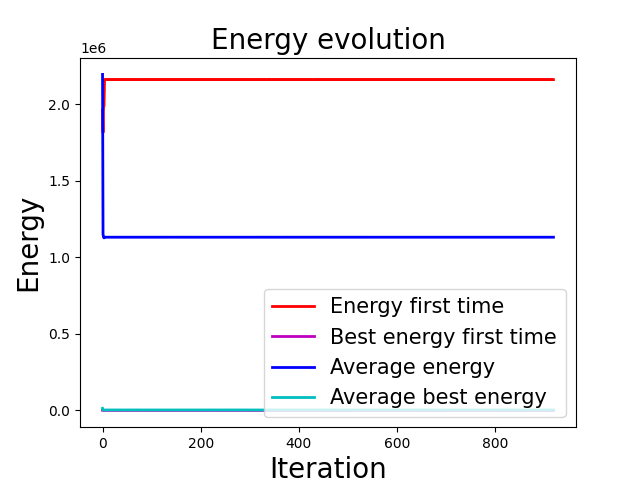 Energy evolution
1e6
2.0
1.5
1.0
0.5
0.0
Energy
Energy first time
Best energy first time
Average energy
Average best energy
0 200 400 600 800
Iteration